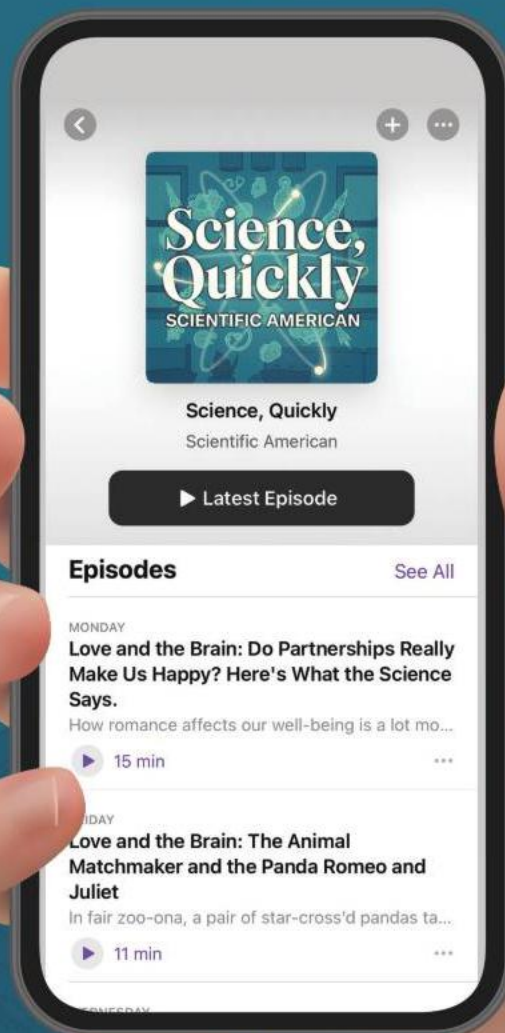 Science,
Quickly
SCIENTIFIC AMERICAN
Science, Quickly
Scientific American
Latest Episode
Episodes
See All
MONDAY
Love and the Brain: Do Partnerships Really
Make Us Happy? Here's What the Science
Says.
How romance affects our well-being is a lot mo...
15 min
Love and the Brain: The Animal
Matchmaker and the Panda Romeo and
Juliet
In fair zoo-ona, a pair of star-cross'd pandas ta...
11 min